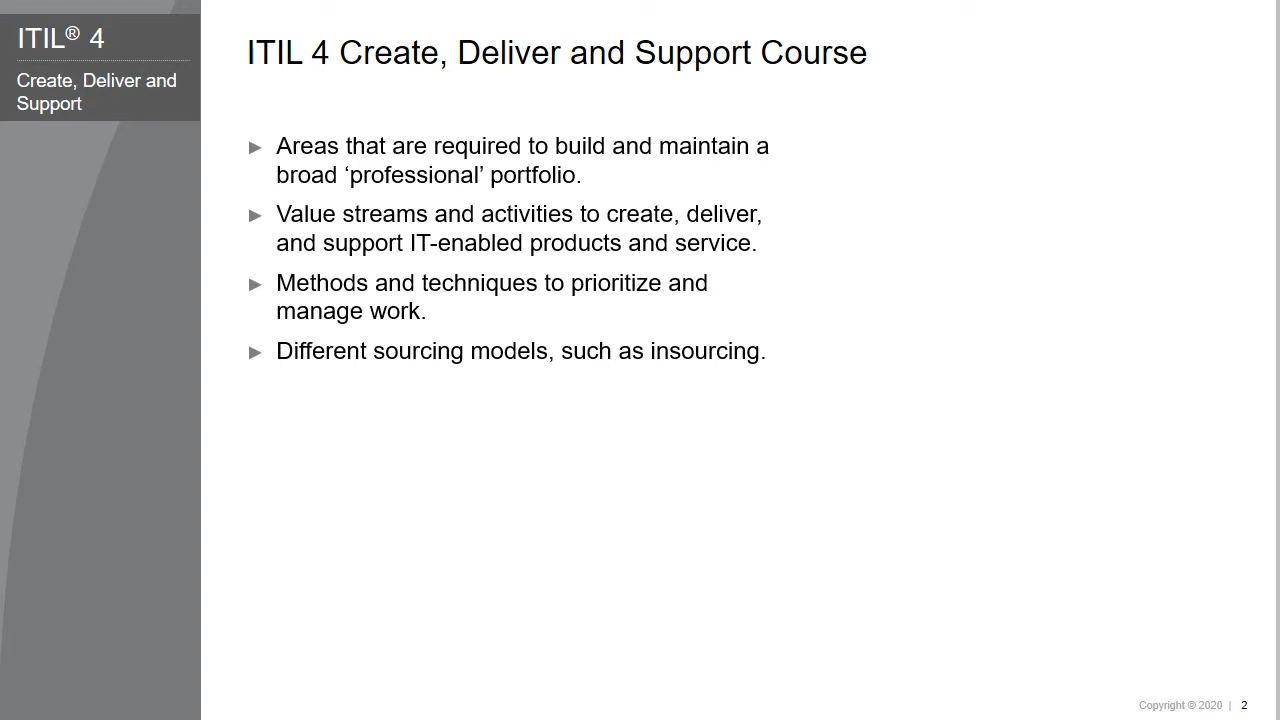 ITIL® 4
Create, Deliver and
Support
ITIL 4 Create, Deliver and Support Course
► Areas that are required to build and maintain a
broad ‘professional’ portfolio.
► Value streams and activities to create, deliver,
and support IT-enabled products and service.
► Methods and techniques to prioritize and
manage work.
► Different sourcing models, such as insourcing.
Copyright © 2020 | 2